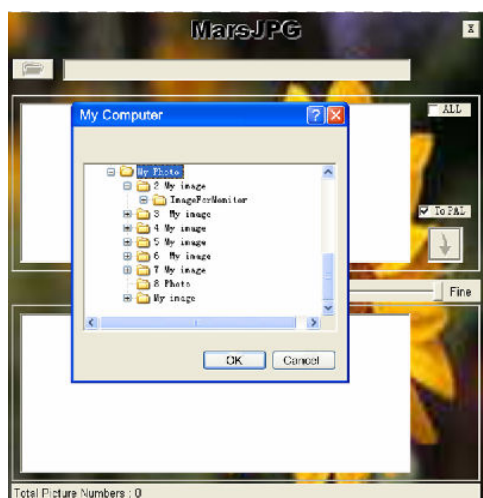 MarsJPG
X
ALL
My Computer
?
X
My Photo
2 My image
ImageForMonitor
3 My image
4 My image
To PAL
5 My image
6 My image
7 My image
8 Photo
My image
Fine
OK
Cancel
Total Picture Numbers : 0